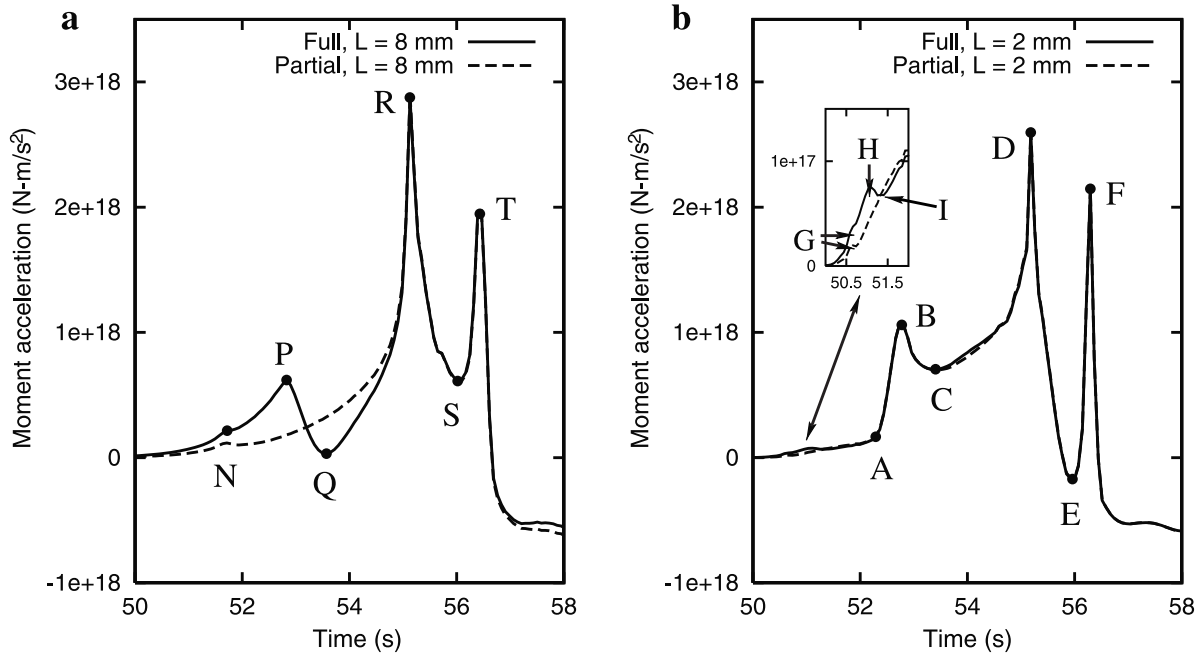 a
Full, L = 8 mm
Partial, L = 8 mm
Moment acceleration (N-m/s²)
3e+18
2e+18
1e+18
0
-1e+18
R
T
P
S
N
Q
50
52
54
56
58
Time (s)
b
Full, L = 2 mm
Partial, L = 2 mm
Moment acceleration (N-m/s²)
3e+18
2e+18
1e+18
0
-1e+18
1e+17
0
50.5
51.5
H
I
G
D
F
B
C
A
E
50
52
54
56
58
Time (s)